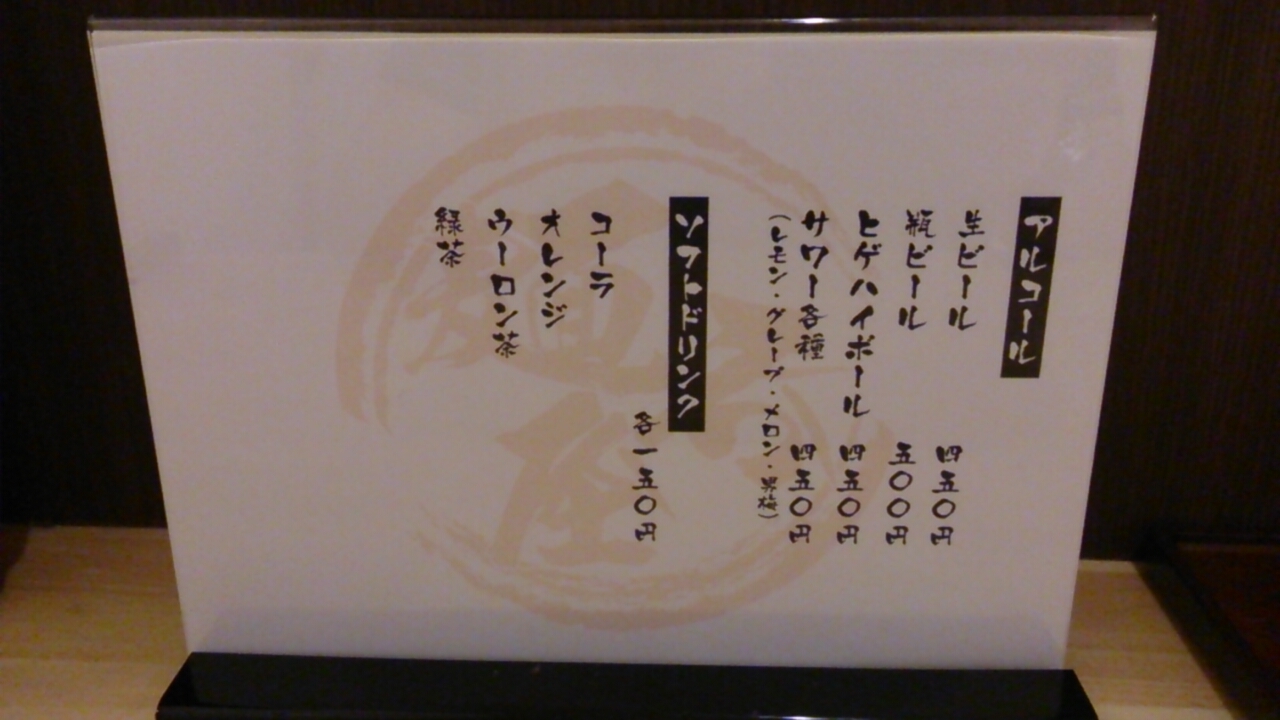 アルコール
生ビール 四五〇円
瓶ビール 五〇〇円
ヒゲハイボール 四五〇円
サワー各種 四五〇円
(レモン・グレープ・メロン・男梅)
ソフトドリンク
各一五〇円
コーラ
オレンジ
ウーロン茶
緑茶